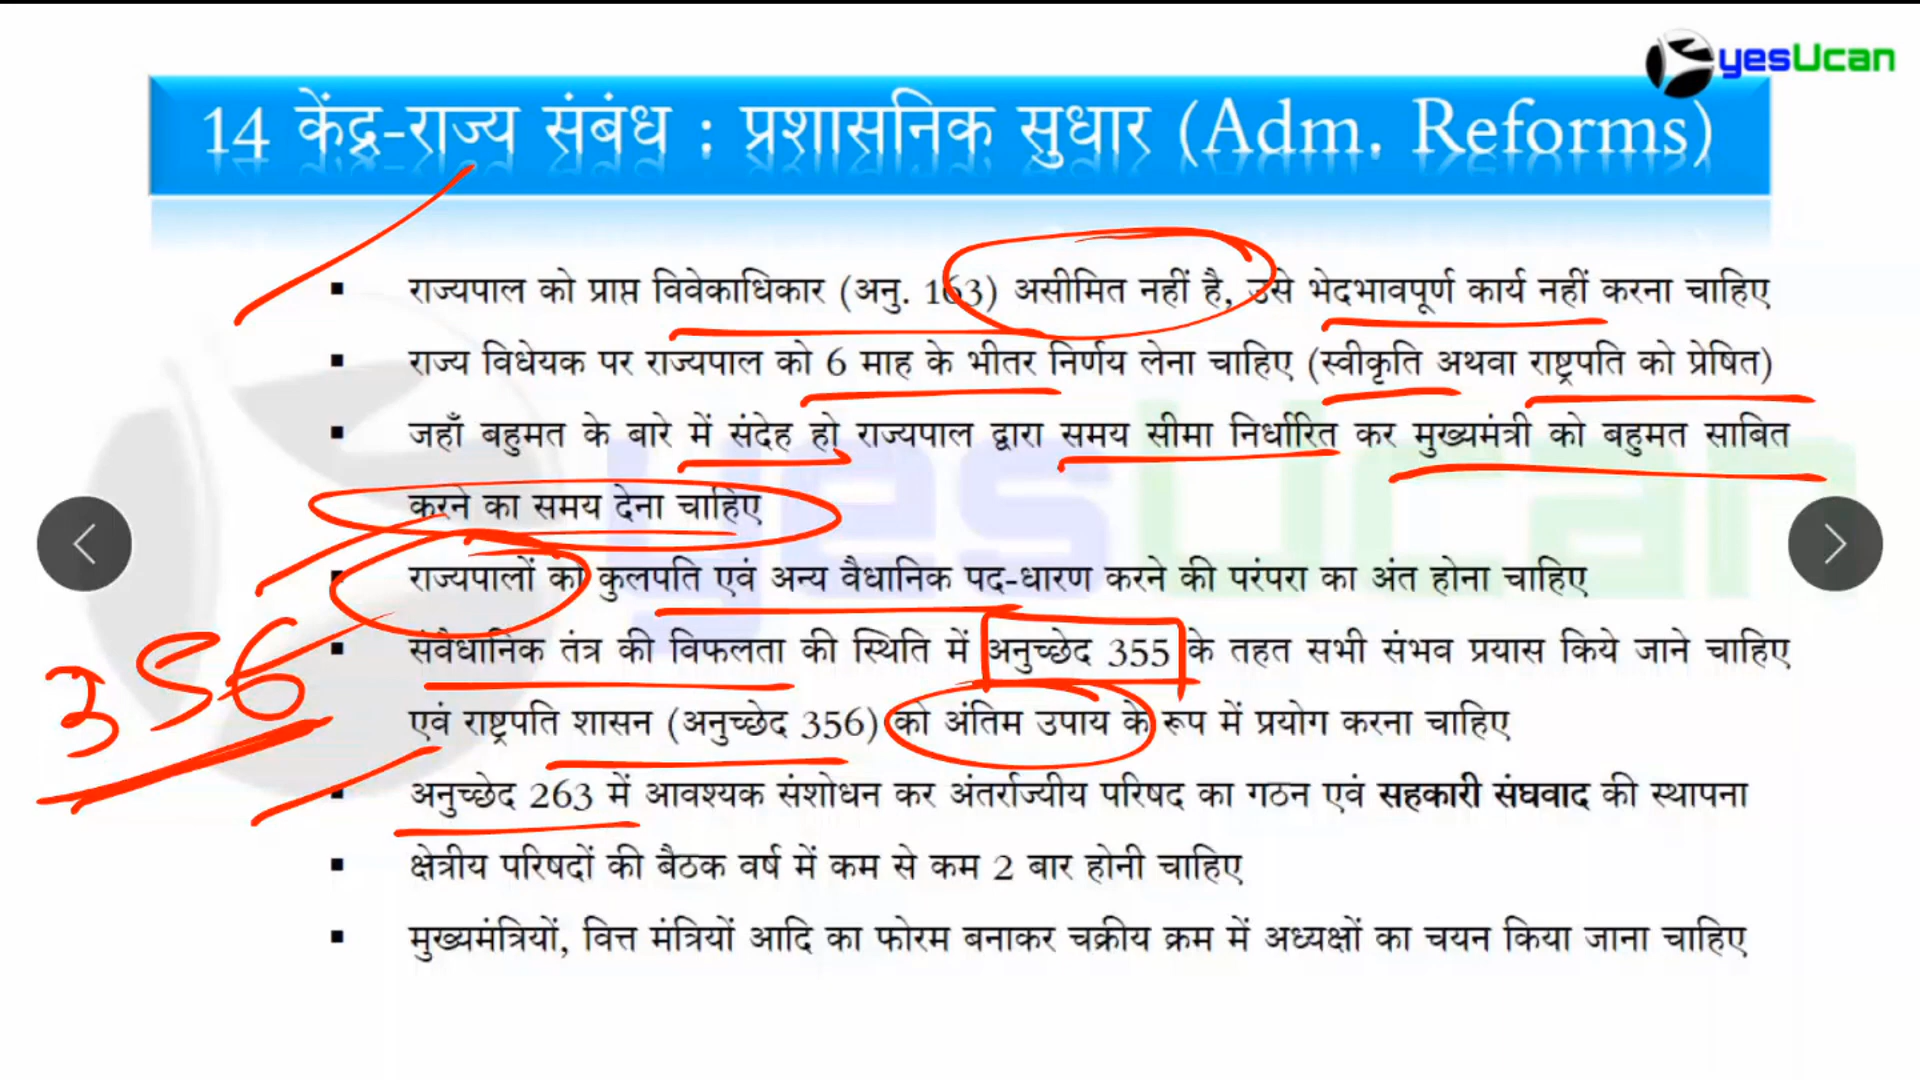 yesUcan
14 केंद्र-राज्य संबंध : प्रशासनिक सुधार (Adm. Reforms)
▪ राज्यपाल को प्राप्त विवेकाधिकार (अनु. 163) असीमित नहीं है, उसे भेदभावपूर्ण कार्य नहीं करना चाहिए
▪ राज्य विधेयक पर राज्यपाल को 6 माह के भीतर निर्णय लेना चाहिए (स्वीकृति अथवा राष्ट्रपति को प्रेषित)
▪ जहाँ बहुमत के बारे में संदेह हो राज्यपाल द्वारा समय सीमा निर्धारित कर मुख्यमंत्री को बहुमत साबित
करने का समय देना चाहिए
▪ राज्यपालों का कुलपति एवं अन्य वैधानिक पद-धारण करने की परंपरा का अंत होना चाहिए
▪ संवैधानिक तंत्र की विफलता की स्थिति में अनुच्छेद 355 के तहत सभी संभव प्रयास किये जाने चाहिए
एवं राष्ट्रपति शासन (अनुच्छेद 356) को अंतिम उपाय के रूप में प्रयोग करना चाहिए
356
▪ अनुच्छेद 263 में आवश्यक संशोधन कर अंतर्राज्यीय परिषद का गठन एवं सहकारी संघवाद की स्थापना
▪ क्षेत्रीय परिषदों की बैठक वर्ष में कम से कम 2 बार होनी चाहिए
▪ मुख्यमंत्रियों, वित्त मंत्रियों आदि का फोरम बनाकर चक्रीय क्रम में अध्यक्षों का चयन किया जाना चाहिए
yesUcan